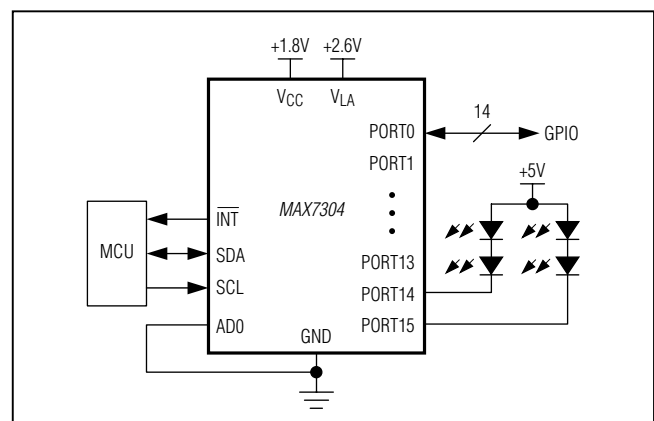 +1.8V +2.6V
VCC VLA
14
PORT0 GPIO
PORT1
+5V
INT MAX7304
MCU SDA
PORT13
SCL
PORT14
AD0 GND PORT15